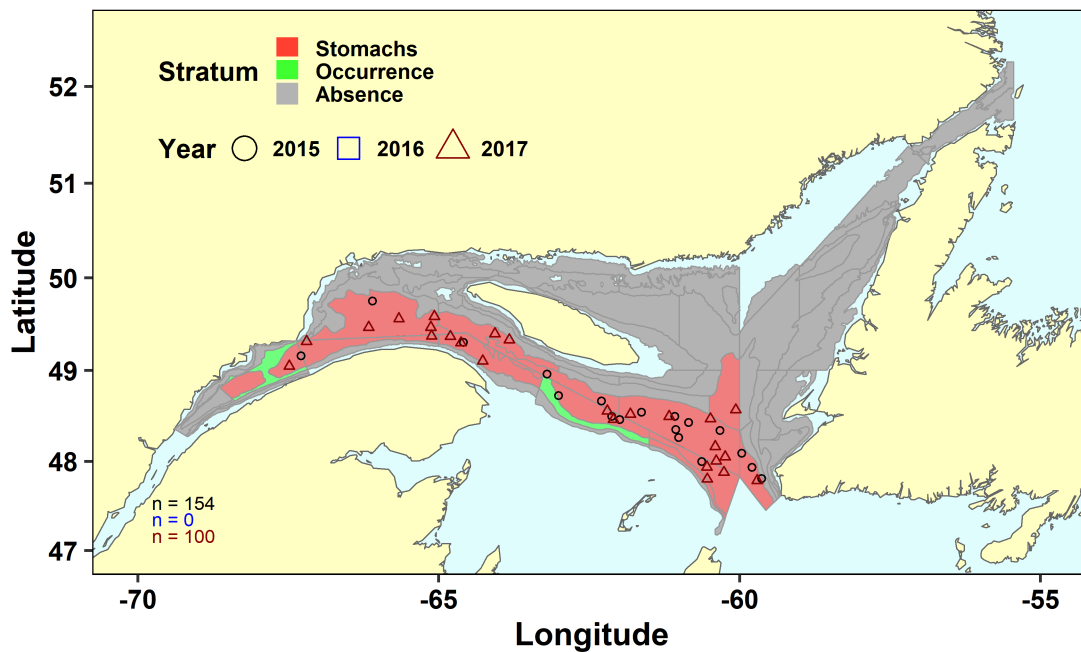 Stratum
Stomachs
Occurrence
Absence
Year 2015 2016 2017
52
51
50
49
48
47
Latitude
n = 154
n = 0
n = 100
-70 -65 -60 -55
Longitude